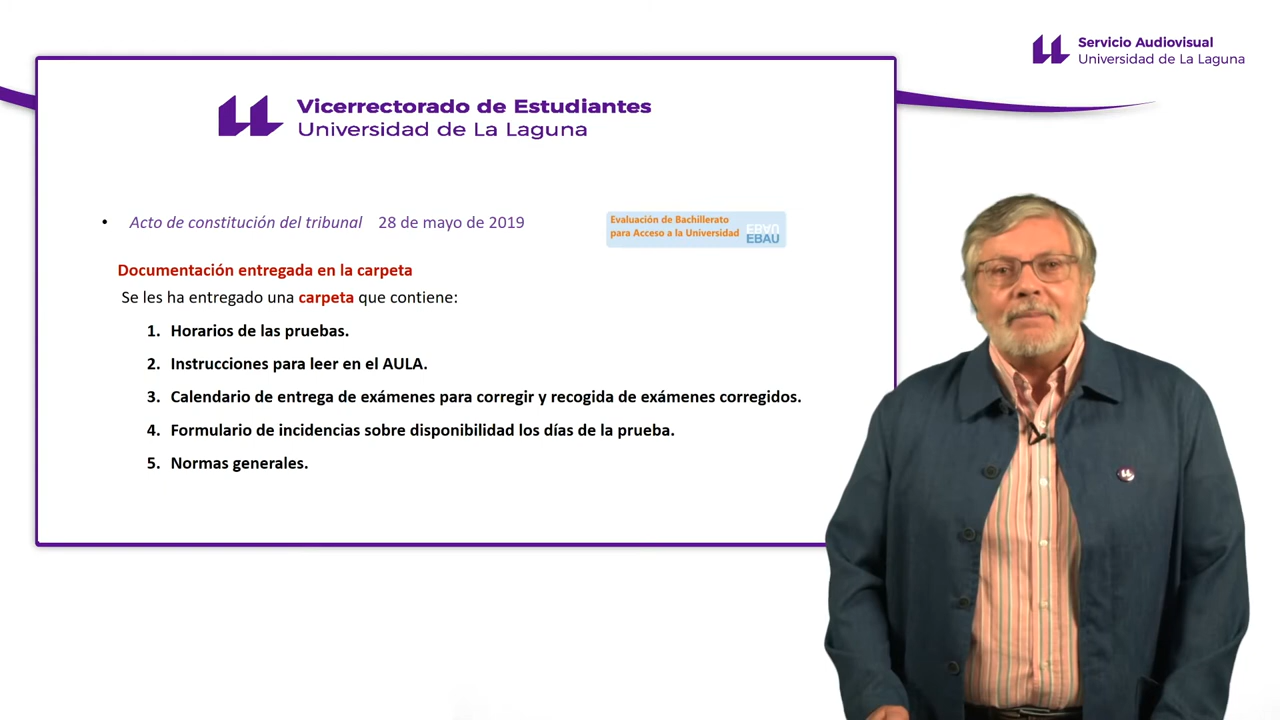 Servicio Audiovisual
Universidad de La Laguna
Vicerrectorado de Estudiantes
Universidad de La Laguna
• Acto de constitución del tribunal 28 de mayo de 2019
Evaluación de Bachillerato
para Acceso a la Universidad
EBAU
EBAU
Documentación entregada en la carpeta
Se les ha entregado una carpeta que contiene:
1. Horarios de las pruebas.
2. Instrucciones para leer en el AULA.
3. Calendario de entrega de exámenes para corregir y recogida de exámenes corregidos.
4. Formulario de incidencias sobre disponibilidad los días de la prueba.
5. Normas generales.